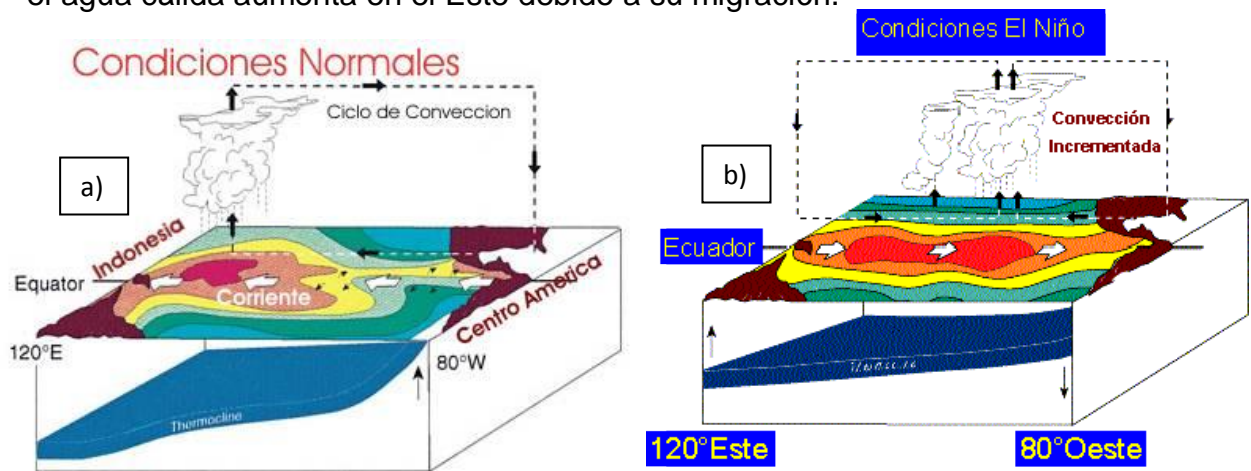 el agua cálida aumenta en el Este debido a su migración.
Condiciones Normales
Ciclo de Conveccion
a)
Indonesia
Equator
Corriente
Centro America
120°E
80°W
Thermocline
Condiciones El Niño
Convección
Incrementada
b)
Ecuador
120°Este
80°Oeste